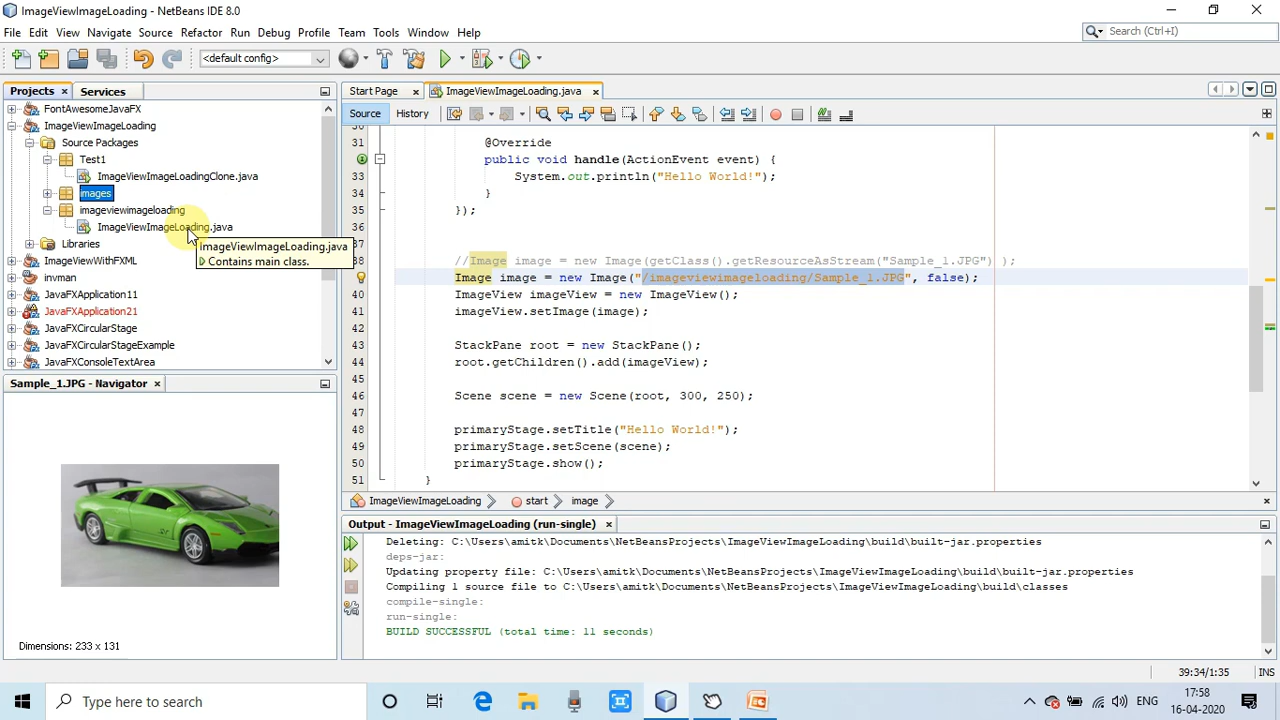 ImageViewImageLoading - NetBeans IDE 8.0
File Edit View Navigate Source Refactor Run Debug Profile Team Tools Window Help
Search (Ctrl+I)
<default config>
Projects
Services
Start Page
ImageViewImageLoading.java
Source
History
FontAwesomeJavaFX
ImageViewImageLoading
Source Packages
Test1
ImageViewImageLoadingClone.java
images
imageviewimageloading
ImageViewImageLoading.java
Libraries
ImageViewWithFXML
invman
JavaFXApplication11
JavaFXApplication21
JavaFXCircularStage
JavaFXCircularStageExample
JavaFXConsoleTextArea
ImageViewImageLoading.java
Contains main class.
30
31 @Override
public void handle(ActionEvent event) {
33 System.out.println("Hello World!");
34 }
35 });
36
37
38 //Image image = new Image(getClass().getResourceAsStream("Sample_1.JPG") );
Image image = new Image("/imageviewimageloading/Sample_1.JPG", false);
40 ImageView imageView = new ImageView();
41 imageView.setImage(image);
42
43 StackPane root = new StackPane();
44 root.getChildren().add(imageView);
45
46 Scene scene = new Scene(root, 300, 250);
47
48 primaryStage.setTitle("Hello World!");
49 primaryStage.setScene(scene);
50 primaryStage.show();
51 }
ImageViewImageLoading
start
image
Sample_1.JPG - Navigator
Dimensions: 233 x 131
Output - ImageViewImageLoading (run-single)
Deleting: C:\Users\amitk\Documents\NetBeansProjects\ImageViewImageLoading\build\built-jar.properties
deps-jar:
Updating property file: C:\Users\amitk\Documents\NetBeansProjects\ImageViewImageLoading\build\built-jar.properties
Compiling 1 source file to C:\Users\amitk\Documents\NetBeansProjects\ImageViewImageLoading\build\classes
compile-single:
run-single:
BUILD SUCCESSFUL (total time: 11 seconds)
39:34/1:35
INS
Type here to search
ENG
17:58
16-04-2020